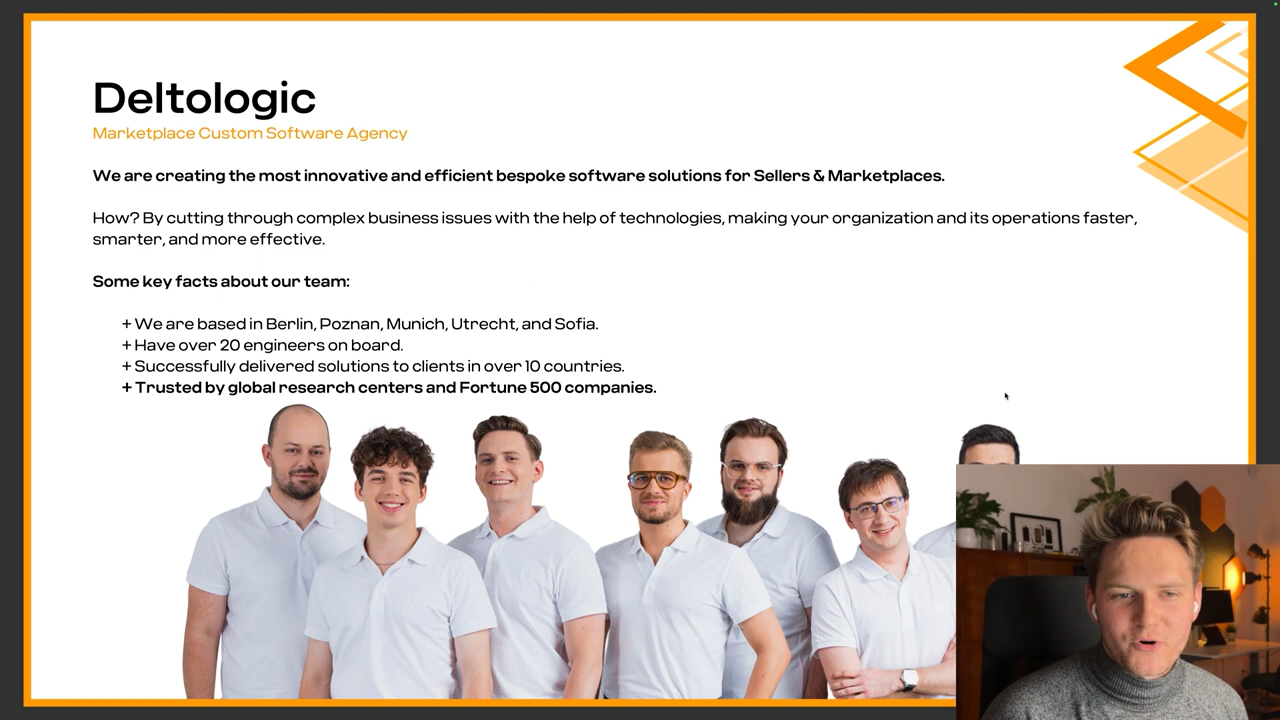 Deltologic
Marketplace Custom Software Agency
We are creating the most innovative and efficient bespoke software solutions for Sellers & Marketplaces.
How? By cutting through complex business issues with the help of technologies, making your organization and its operations faster,
smarter, and more effective.
Some key facts about our team:
+ We are based in Berlin, Poznan, Munich, Utrecht, and Sofia.
+ Have over 20 engineers on board.
+ Successfully delivered solutions to clients in over 10 countries.
+ Trusted by global research centers and Fortune 500 companies.